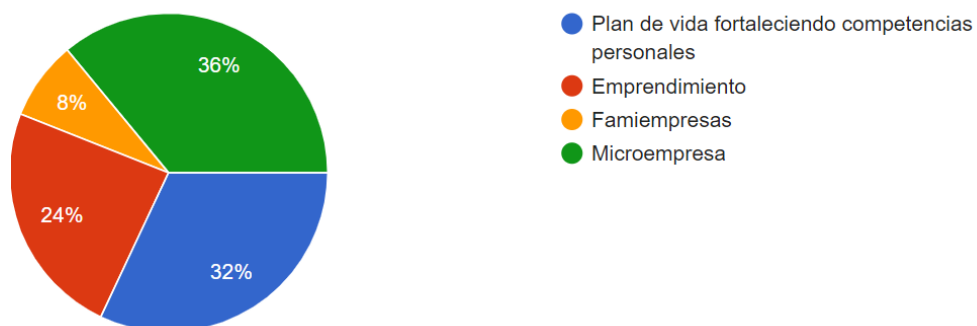 36%
8%
24%
32%
Plan de vida fortaleciendo competencias
personales
Emprendimiento
Famiempresas
Microempresa